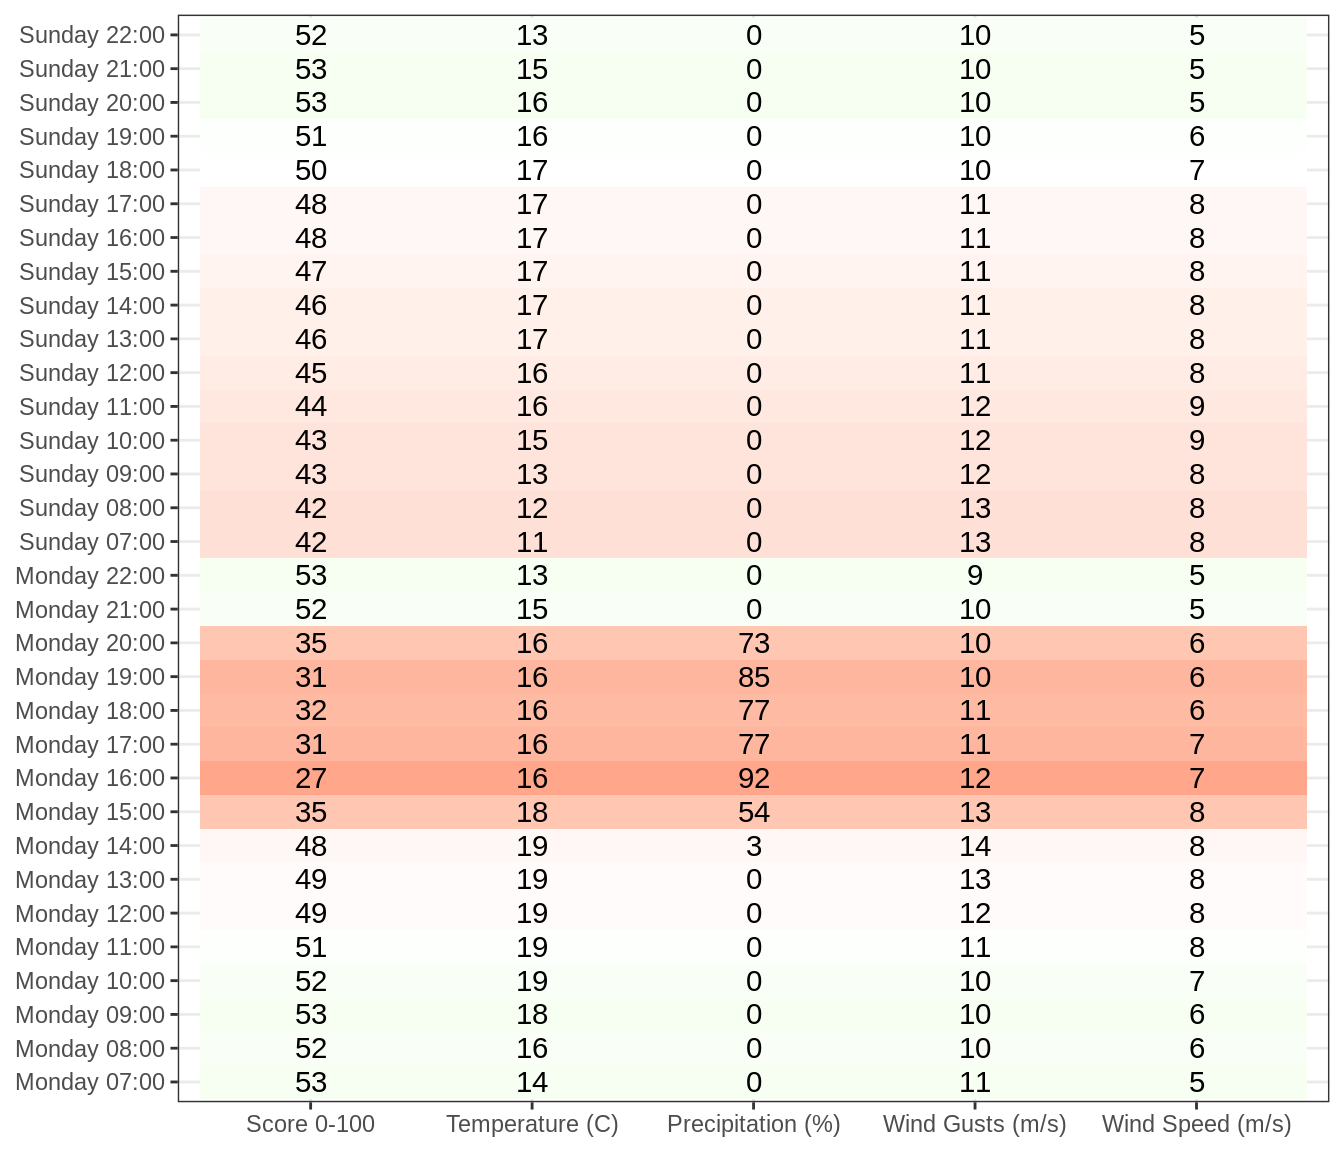 Sunday 22:00 52 13 0 10 5
Sunday 21:00 53 15 0 10 5
Sunday 20:00 53 16 0 10 5
Sunday 19:00 51 16 0 10 6
Sunday 18:00 50 17 0 10 7
Sunday 17:00 48 17 0 11 8
Sunday 16:00 48 17 0 11 8
Sunday 15:00 47 17 0 11 8
Sunday 14:00 46 17 0 11 8
Sunday 13:00 46 17 0 11 8
Sunday 12:00 45 16 0 11 8
Sunday 11:00 44 16 0 12 9
Sunday 10:00 43 15 0 12 9
Sunday 09:00 43 13 0 12 8
Sunday 08:00 42 12 0 13 8
Sunday 07:00 42 11 0 13 8
Monday 22:00 53 13 0 9 5
Monday 21:00 52 15 0 10 5
Monday 20:00 35 16 73 10 6
Monday 19:00 31 16 85 10 6
Monday 18:00 32 16 77 11 6
Monday 17:00 31 16 77 11 7
Monday 16:00 27 16 92 12 7
Monday 15:00 35 18 54 13 8
Monday 14:00 48 19 3 14 8
Monday 13:00 49 19 0 13 8
Monday 12:00 49 19 0 12 8
Monday 11:00 51 19 0 11 8
Monday 10:00 52 19 0 10 7
Monday 09:00 53 18 0 10 6
Monday 08:00 52 16 0 10 6
Monday 07:00 53 14 0 11 5
Score 0-100 Temperature (C) Precipitation (%) Wind Gusts (m/s) Wind Speed (m/s)